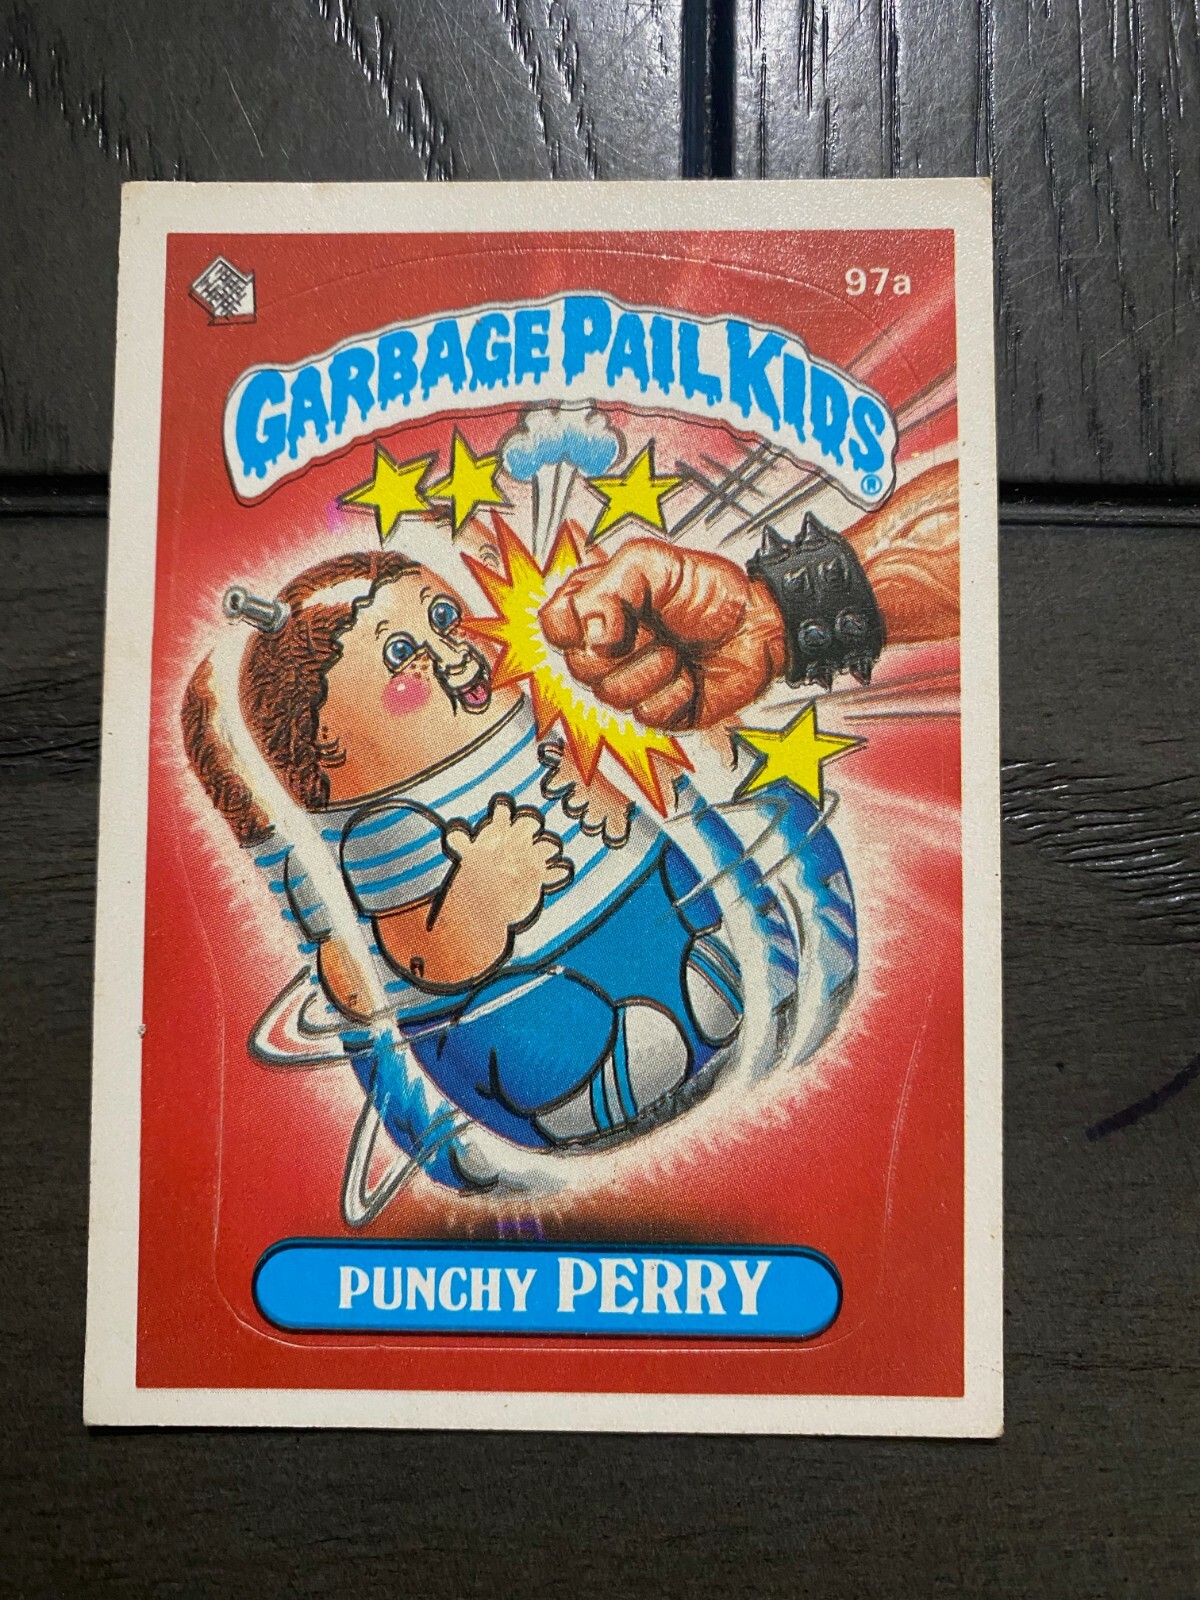 97a
GARBAGE PAIL KIDS
®
PUNCHY PERRY